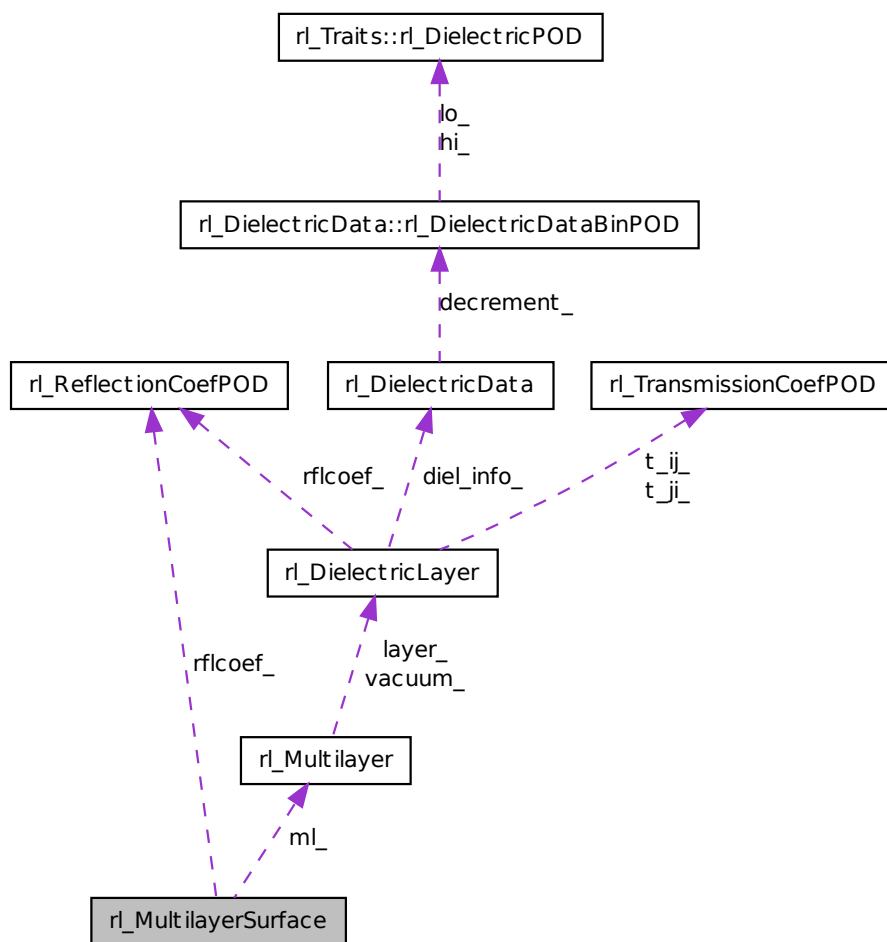 rl_Traits::rl_DielectricPOD
lo_
hi_
rl_DielectricData::rl_DielectricDataBinPOD
decrement_
rl_ReflectionCoefPOD
rl_DielectricData
rl_TransmissionCoefPOD
rflcoef_
diel_info_
t_ij_
t_ji_
rl_DielectricLayer
rflcoef_
layer_
vacuum_
rl_Multilayer
ml_
rl_MultilayerSurface